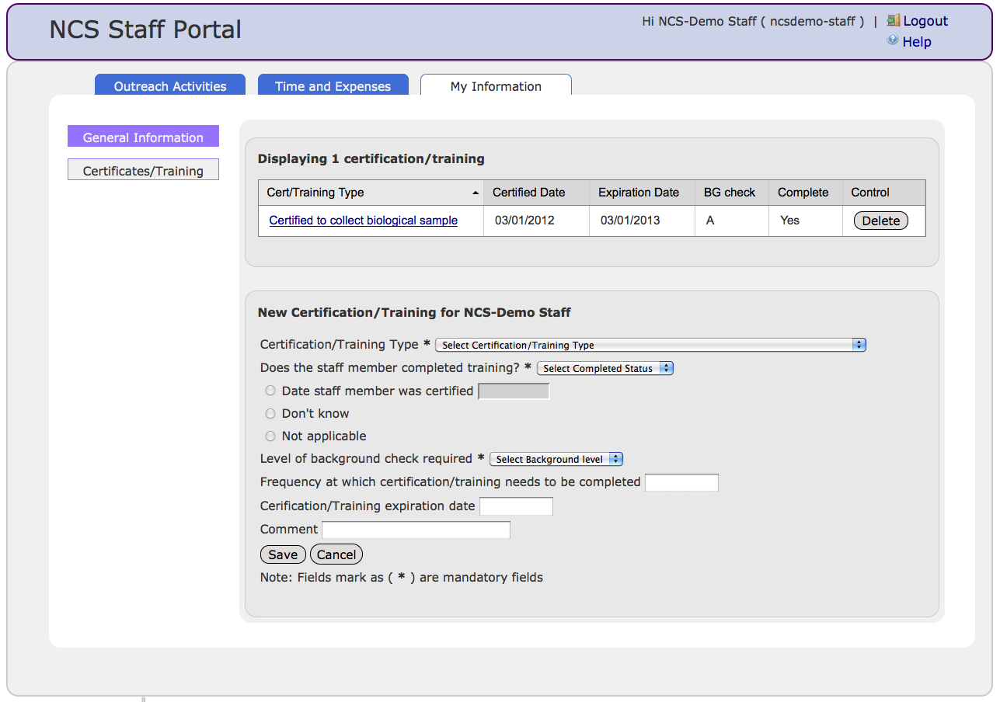 NCS Staff Portal
Hi NCS-Demo Staff ( ncsdemo-staff ) | Logout
Help
Outreach Activities Time and Expenses My Information
General Information
Certificates/Training
Displaying 1 certification/training
Cert/Training Type Certified Date Expiration Date BG check Complete Control
Certified to collect biological sample 03/01/2012 03/01/2013 A Yes Delete
New Certification/Training for NCS-Demo Staff
Certification/Training Type * Select Certification/Training Type
Does the staff member completed training? * Select Completed Status
Date staff member was certified
Don't know
Not applicable
Level of background check required * Select Background level
Frequency at which certification/training needs to be completed
Cerification/Training expiration date
Comment
Save Cancel
Note: Fields mark as ( * ) are mandatory fields